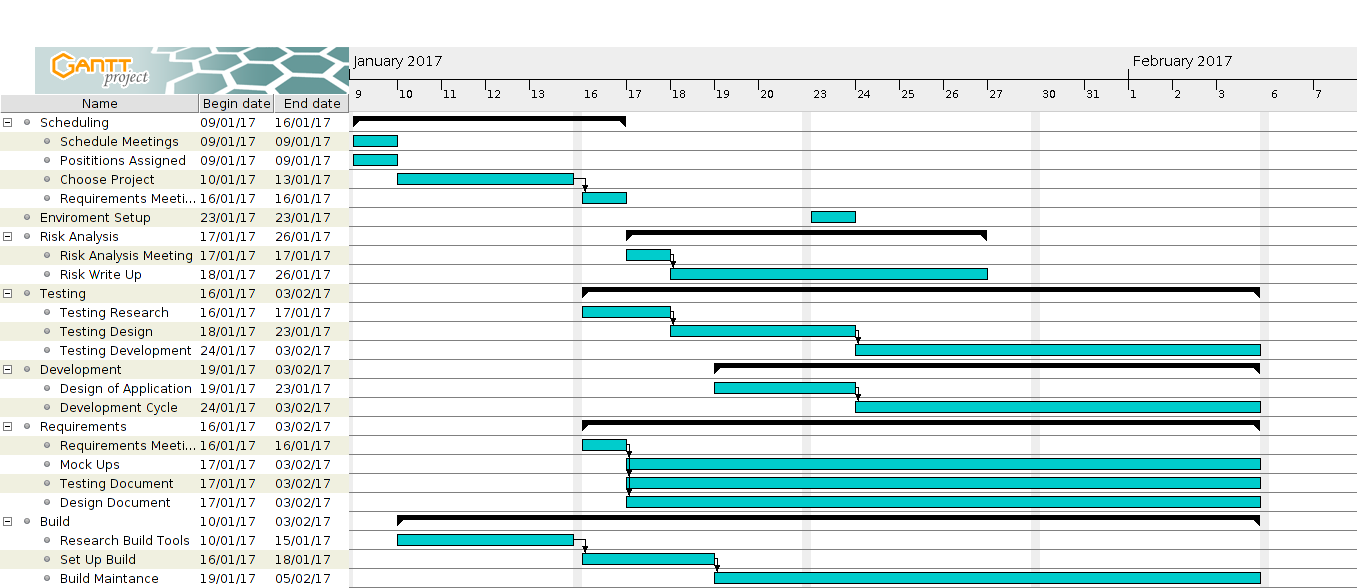 January 2017 February 2017
GANTT project
9 10 11 12 13 16 17 18 19 20 23 24 25 26 27 30 31 1 2 3 6 7
Name Begin date End date
Scheduling 09/01/17 16/01/17
Schedule Meetings 09/01/17 09/01/17
Posititions Assigned 09/01/17 09/01/17
Choose Project 10/01/17 13/01/17
Requirements Meeti... 16/01/17 16/01/17
Enviroment Setup 23/01/17 23/01/17
Risk Analysis 17/01/17 26/01/17
Risk Analysis Meeting 17/01/17 17/01/17
Risk Write Up 18/01/17 26/01/17
Testing 16/01/17 03/02/17
Testing Research 16/01/17 17/01/17
Testing Design 18/01/17 23/01/17
Testing Development 24/01/17 03/02/17
Development 19/01/17 03/02/17
Design of Application 19/01/17 23/01/17
Development Cycle 24/01/17 03/02/17
Requirements 16/01/17 03/02/17
Requirements Meeti... 16/01/17 16/01/17
Mock Ups 17/01/17 03/02/17
Testing Document 17/01/17 03/02/17
Design Document 17/01/17 03/02/17
Build 10/01/17 03/02/17
Research Build Tools 10/01/17 15/01/17
Set Up Build 16/01/17 18/01/17
Build Maintance 19/01/17 05/02/17